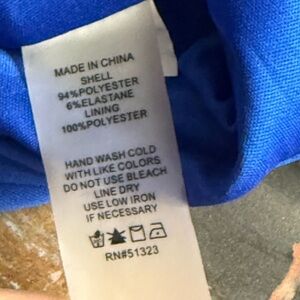 MADE IN CHINA
SHELL
94%POLYESTER
6%ELASTANE
LINING
100%POLYESTER
HAND WASH COLD
WITH LIKE COLORS
DO NOT USE BLEACH
LINE DRY
USE LOW IRON
IF NECESSARY
RN#51323